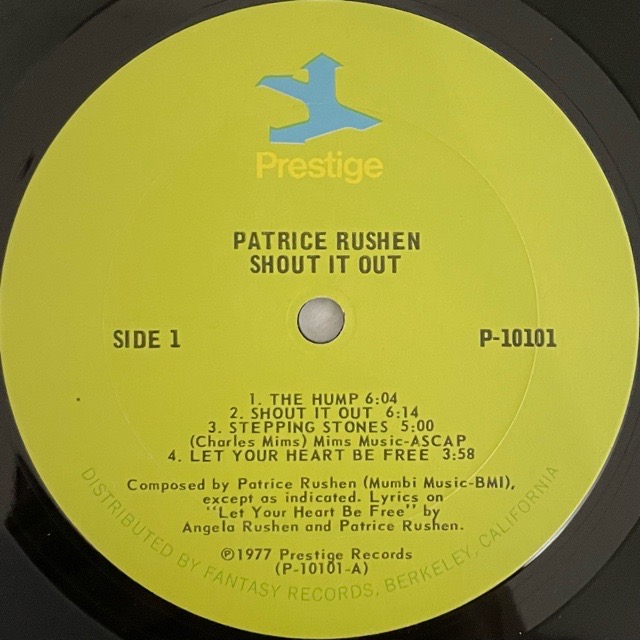 Prestige
PATRICE RUSHEN
SHOUT IT OUT
SIDE 1
P-10101
1. THE HUMP 6:04
2. SHOUT IT OUT 6:14
3. STEPPING STONES 5:00
(Charles Mims) Mims Music-ASCAP
4. LET YOUR HEART BE FREE 3:58
Composed by Patrice Rushen (Mumbi Music-BMI),
except as indicated. Lyrics on
"Let Your Heart Be Free" by
Angela Rushen and Patrice Rushen.
℗1977 Prestige Records
(P-10101-A)
DISTRIBUTED BY FANTASY RECORDS, BERKELEY, CALIFORNIA